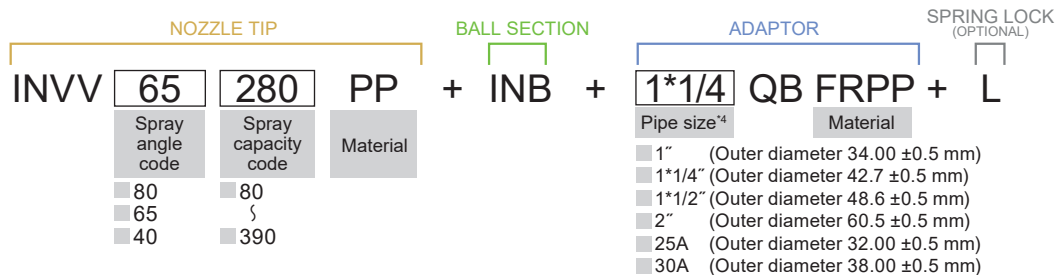 NOZZLE TIP BALL SECTION ADAPTOR SPRING LOCK
(OPTIONAL)
INVV 65 280 PP + INB + 1*1/4 QB FRPP + L
Spray angle code
Spray capacity code
Material
Pipe size*4
Material
80
65
40
80
∫
390
1˝ (Outer diameter 34.00 ±0.5 mm)
1*1/4˝ (Outer diameter 42.7 ±0.5 mm)
1*1/2˝ (Outer diameter 48.6 ±0.5 mm)
2˝ (Outer diameter 60.5 ±0.5 mm)
25A (Outer diameter 32.00 ±0.5 mm)
30A (Outer diameter 38.00 ±0.5 mm)